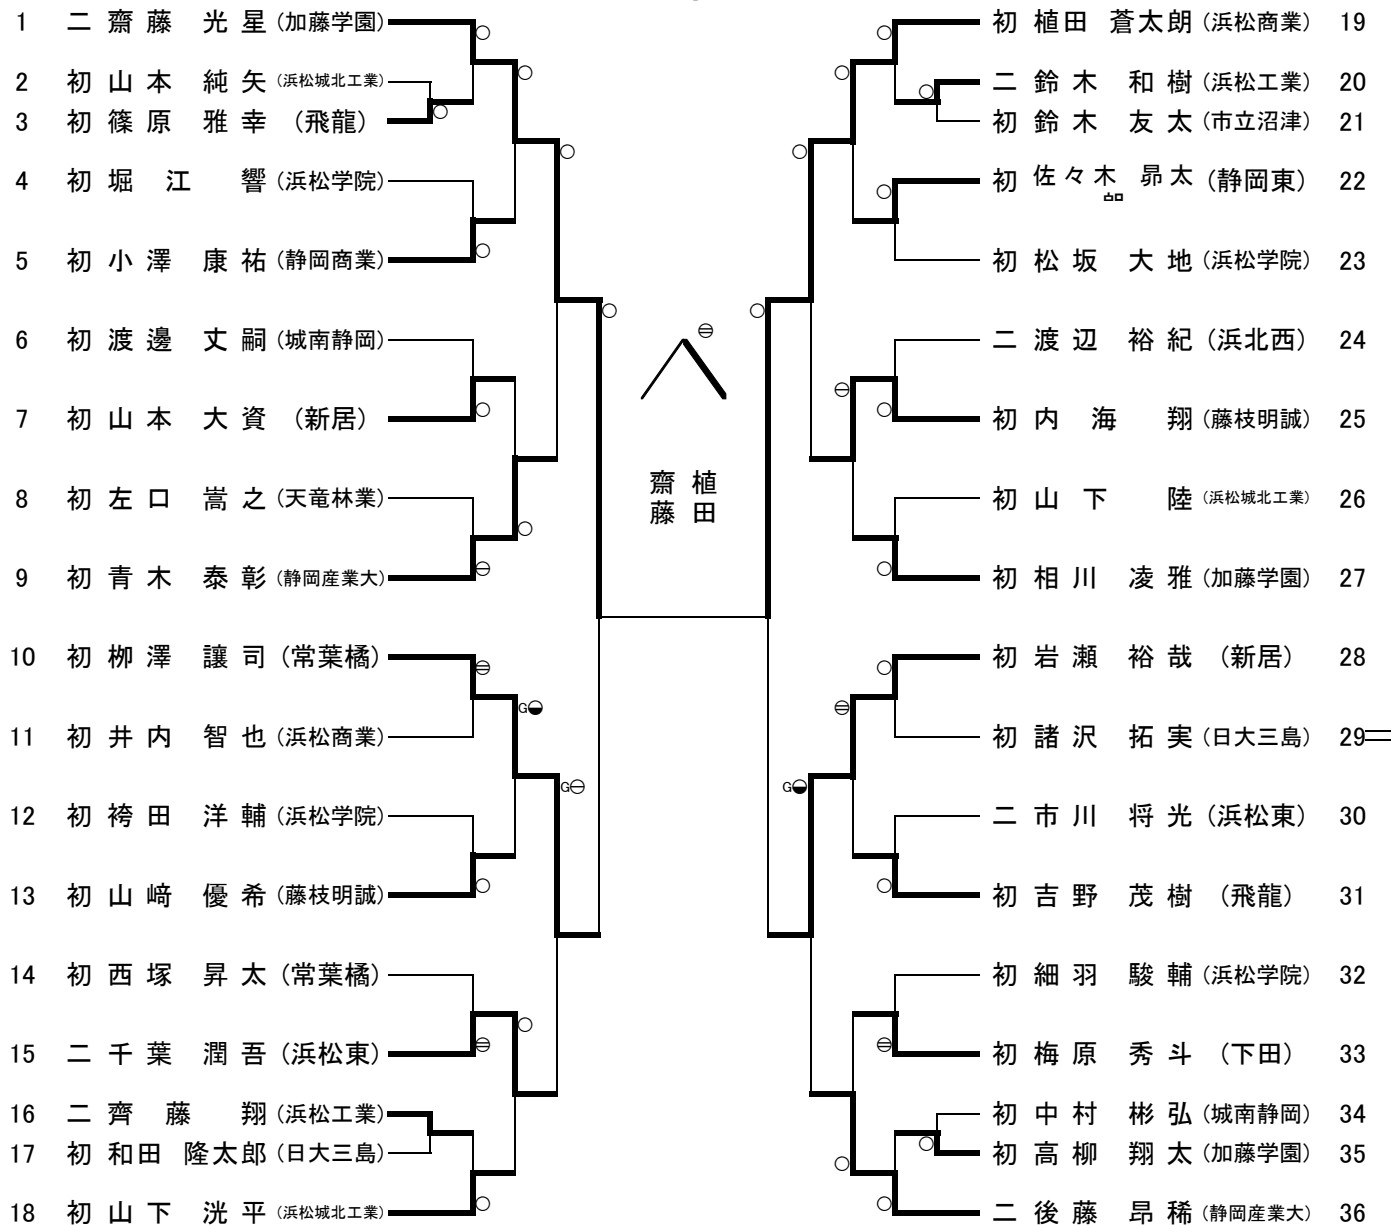 1 二 齋藤 光星 (加藤学園)
2 初 山本 純矢 (浜松城北工業)
3 初 篠原 雅幸 (飛龍)
4 初 堀江 響 (浜松学院)
5 初 小澤 康祐 (静岡商業)
6 初 渡邊 丈嗣 (城南静岡)
7 初 山本 大資 (新居)
8 初 左口 嵩之 (天竜林業)
9 初 青木 泰彰 (静岡産業大)
10 初 栁澤 讓司 (常葉橘)
11 初 井内 智也 (浜松商業)
12 初 袴田 洋輔 (浜松学院)
13 初 山﨑 優希 (藤枝明誠)
14 初 西塚 昇太 (常葉橘)
15 二 千葉 潤吾 (浜松東)
16 二 齊藤 翔 (浜松工業)
17 初 和田 隆太郎 (日大三島)
18 初 山下 洸平 (浜松城北工業)
G
G
齋藤
植田
G
初 植田 蒼太朗 (浜松商業) 19
二 鈴木 和樹 (浜松工業) 20
初 鈴木 友太 (市立沼津) 21
初 佐々木 昴太 (静岡東) 22
初 松坂 大地 (浜松学院) 23
二 渡辺 裕紀 (浜北西) 24
初 内海 翔 (藤枝明誠) 25
初 山下 陸 (浜松城北工業) 26
初 相川 凌雅 (加藤学園) 27
初 岩瀬 裕哉 (新居) 28
初 諸沢 拓実 (日大三島) 29
二 市川 将光 (浜松東) 30
初 吉野 茂樹 (飛龍) 31
初 細羽 駿輔 (浜松学院) 32
初 梅原 秀斗 (下田) 33
初 中村 彬弘 (城南静岡) 34
初 高柳 翔太 (加藤学園) 35
二 後藤 昂稀 (静岡産業大) 36